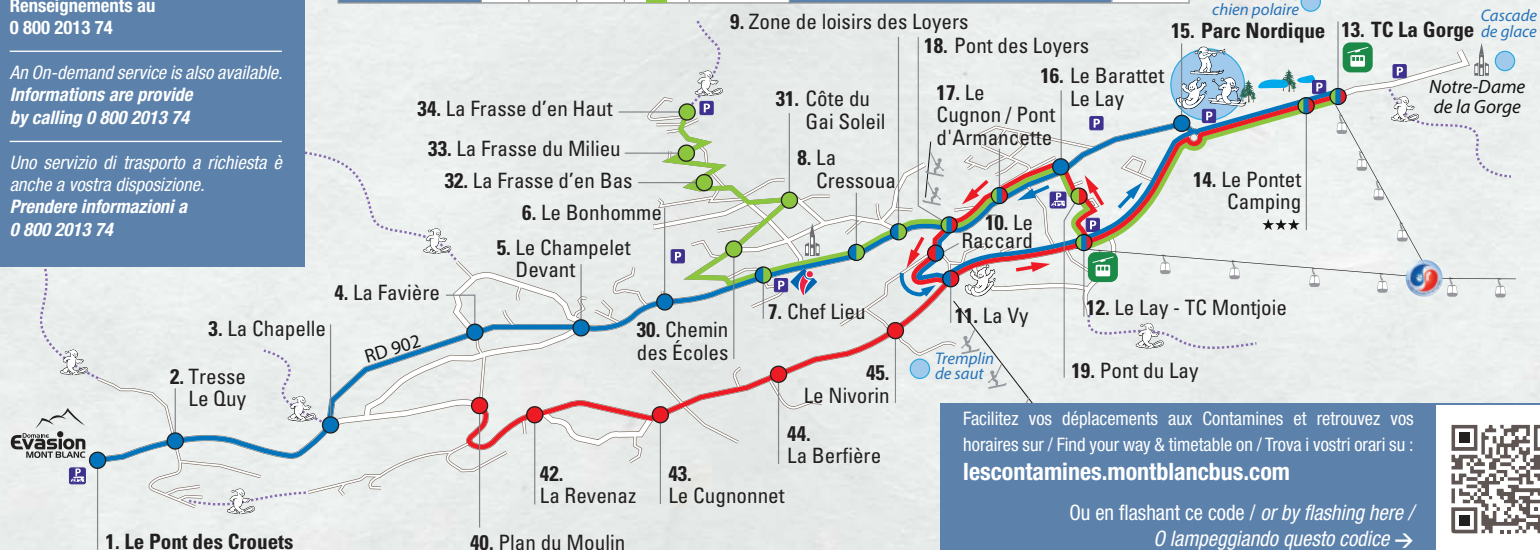 Renseignements au
0 800 2013 74
An On-demand service is also available.
Informations are provide
by calling 0 800 2013 74
Uno servizio di trasporto a richiesta è
anche a vostra disposizione.
Prendere informazioni a
0 800 2013 74
chien polaire
Cascade
de glace
9. Zone de loisirs des Loyers
15. Parc Nordique
13. TC La Gorge
18. Pont des Loyers
16. Le Barattet
Le Lay
Notre-Dame
de la Gorge
34. La Frasse d'en Haut
31. Côte du
Gai Soleil
17. Le
Cugnon / Pont
d'Armancette
33. La Frasse du Milieu
8. La
Cressoua
32. La Frasse d'en Bas
14. Le Pontet
Camping
★★★
6. Le Bonhomme
10. Le
Raccard
5. Le Champelet
Devant
4. La Favière
3. La Chapelle
7. Chef Lieu
11. La Vy
12. Le Lay - TC Montjoie
30. Chemin
des Écoles
RD 902
Tremplin
de saut
19. Pont du Lay
2. Tresse
Le Quy
45.
Le Nivorin
44.
La Berfière
Domaine
Evasion
MONT BLANC
42.
La Revenaz
43.
Le Cugnonnet
1. Le Pont des Crouets
40. Plan du Moulin
P
P
P
P
P
P
P
P
P
P
P
Facilitez vos déplacements aux Contamines et retrouvez vos
horaires sur / Find your way & timetable on / Trova i vostri orari su :
lescontamines.montblancbus.com
Ou en flashant ce code / or by flashing here /
O lampeggiando questo codice →